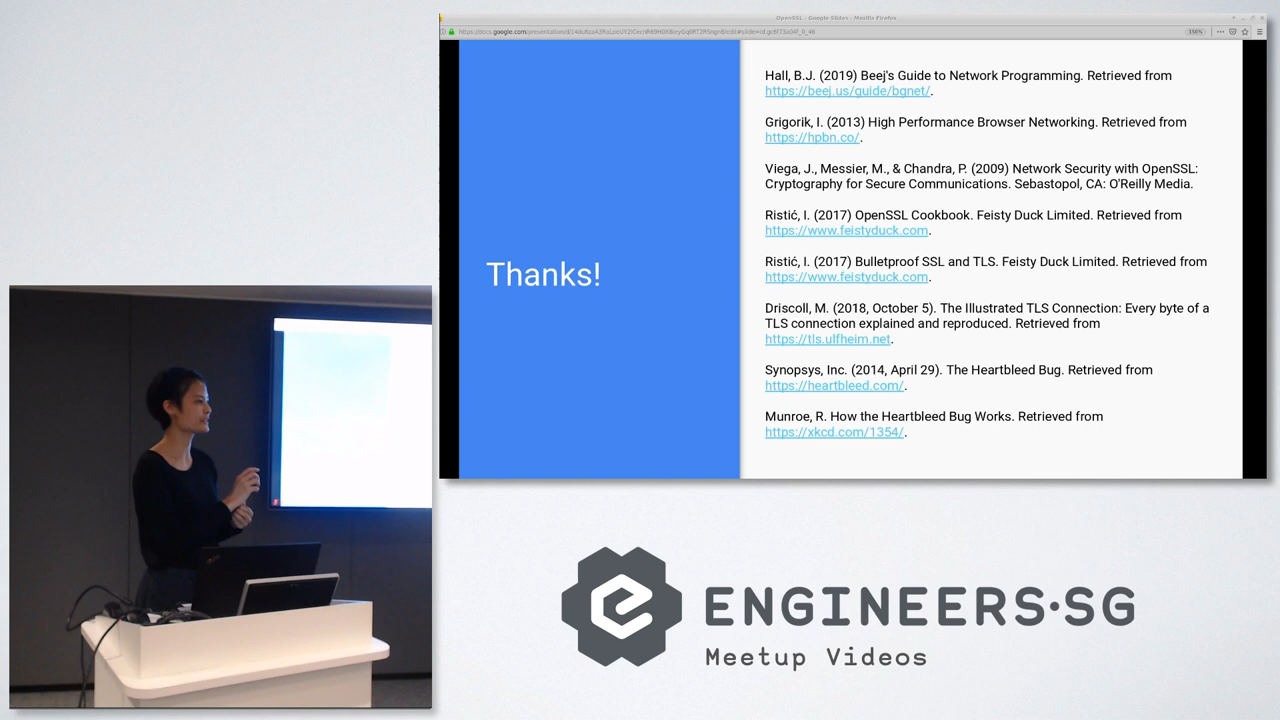 OpenSSL - Google Slides - Mozilla Firefox
150%
Thanks!
Hall, B.J. (2019) Beej's Guide to Network Programming. Retrieved from
https://beej.us/guide/bgnet/.
Grigorik, I. (2013) High Performance Browser Networking. Retrieved from
https://hpbn.co/.
Viega, J., Messier, M., & Chandra, P. (2009) Network Security with OpenSSL:
Cryptography for Secure Communications. Sebastopol, CA: O'Reilly Media.
Ristić, I. (2017) OpenSSL Cookbook. Feisty Duck Limited. Retrieved from
https://www.feistyduck.com.
Ristić, I. (2017) Bulletproof SSL and TLS. Feisty Duck Limited. Retrieved from
https://www.feistyduck.com.
Driscoll, M. (2018, October 5). The Illustrated TLS Connection: Every byte of a
TLS connection explained and reproduced. Retrieved from
https://tls.ulfheim.net.
Synopsys, Inc. (2014, April 29). The Heartbleed Bug. Retrieved from
https://heartbleed.com/.
Munroe, R. How the Heartbleed Bug Works. Retrieved from
https://xkcd.com/1354/.
ENGINEERS·SG
Meetup Videos